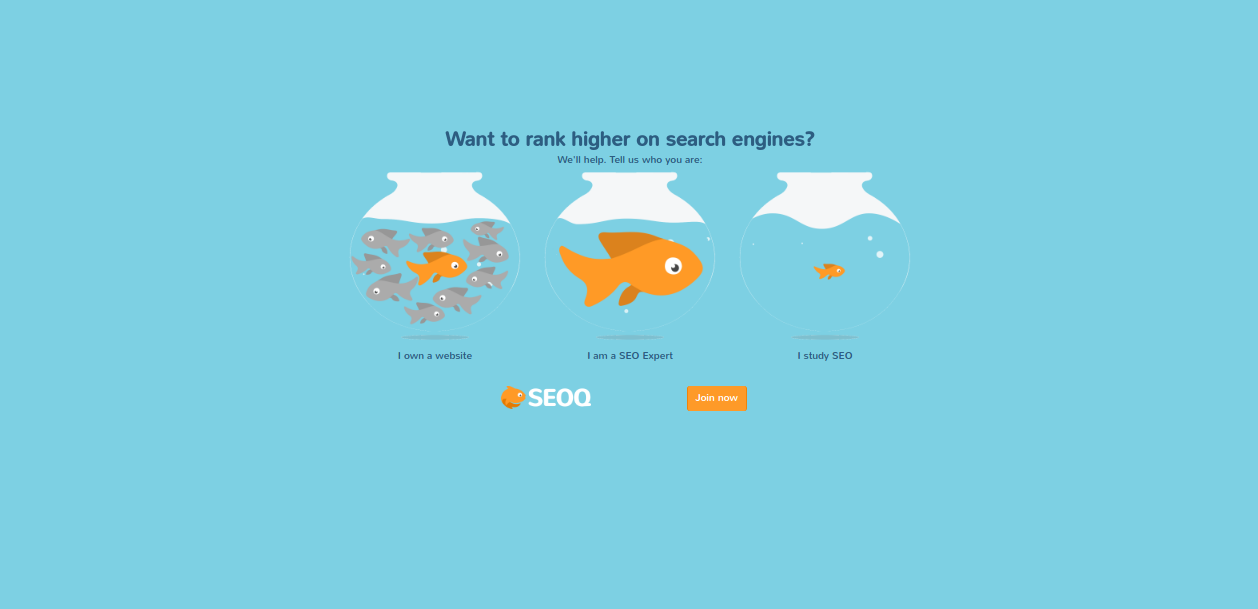 Want to rank higher on search engines?
We'll help. Tell us who you are:
I own a website
I am a SEO Expert
I study SEO
SEOQ
Join now